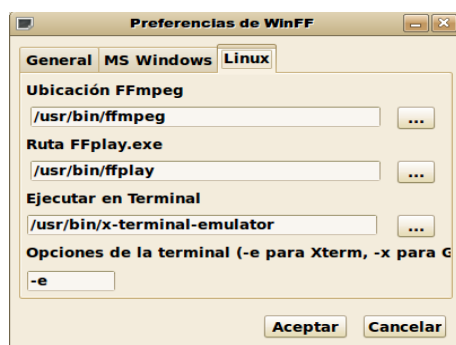 Preferencias de WinFF
General MS Windows Linux
Ubicación FFmpeg
/usr/bin/ffmpeg ...
Ruta FFplay.exe
/usr/bin/ffplay ...
Ejecutar en Terminal
/usr/bin/x-terminal-emulator ...
Opciones de la terminal (-e para Xterm, -x para G
-e
Aceptar Cancelar